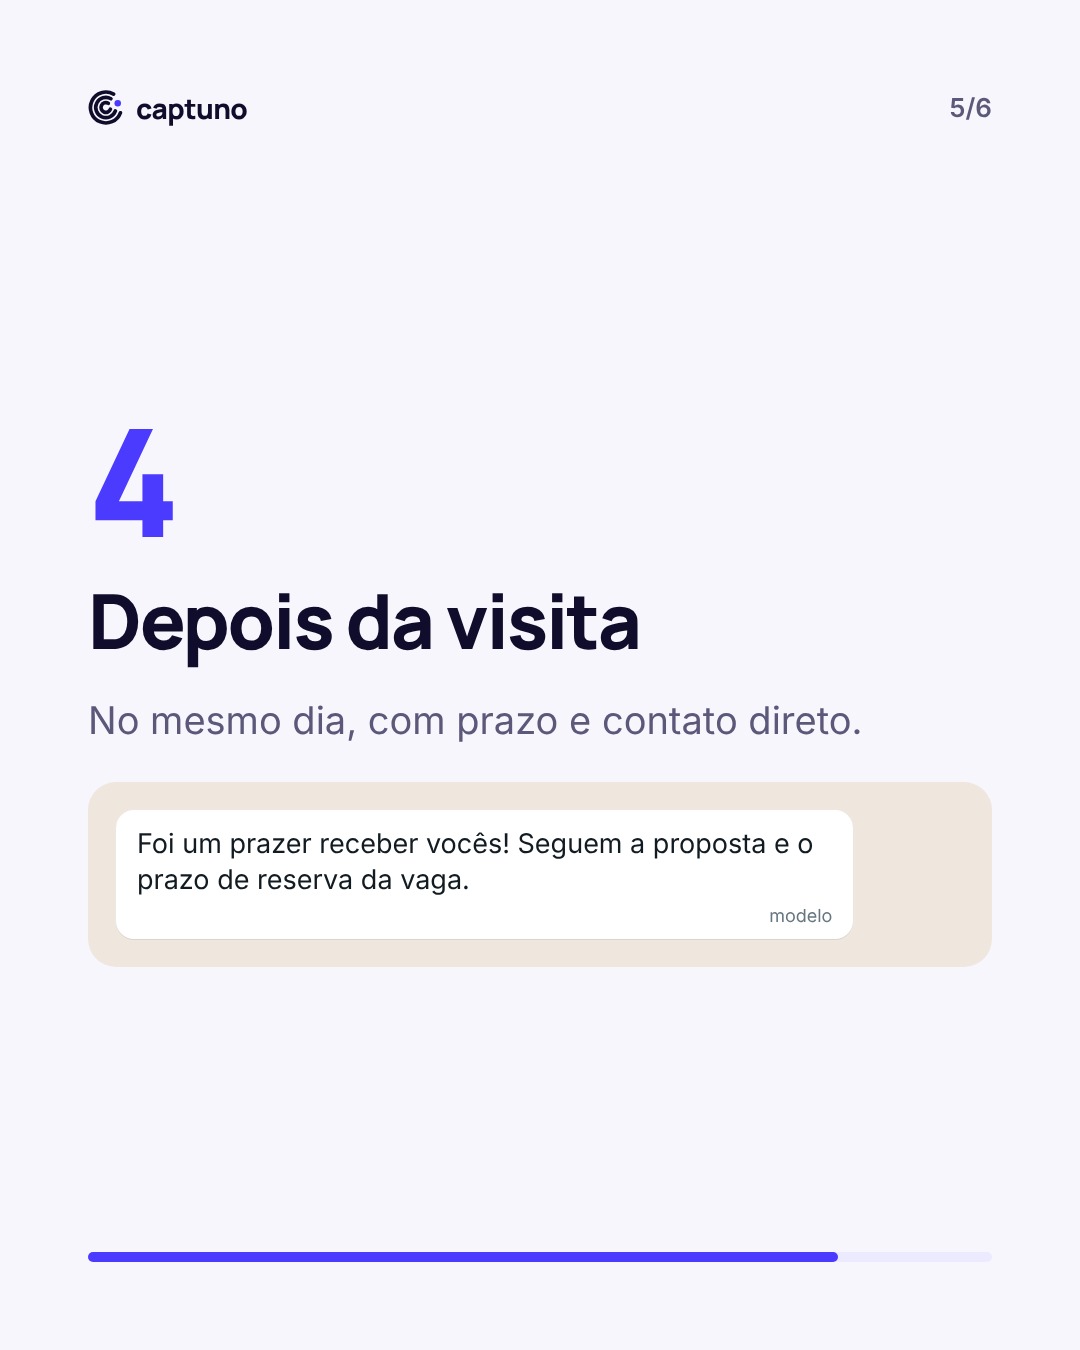 captuno
5/6
4
Depois da visita
No mesmo dia, com prazo e contato direto.
Foi um prazer receber vocês! Seguem a proposta e o
prazo de reserva da vaga.
modelo